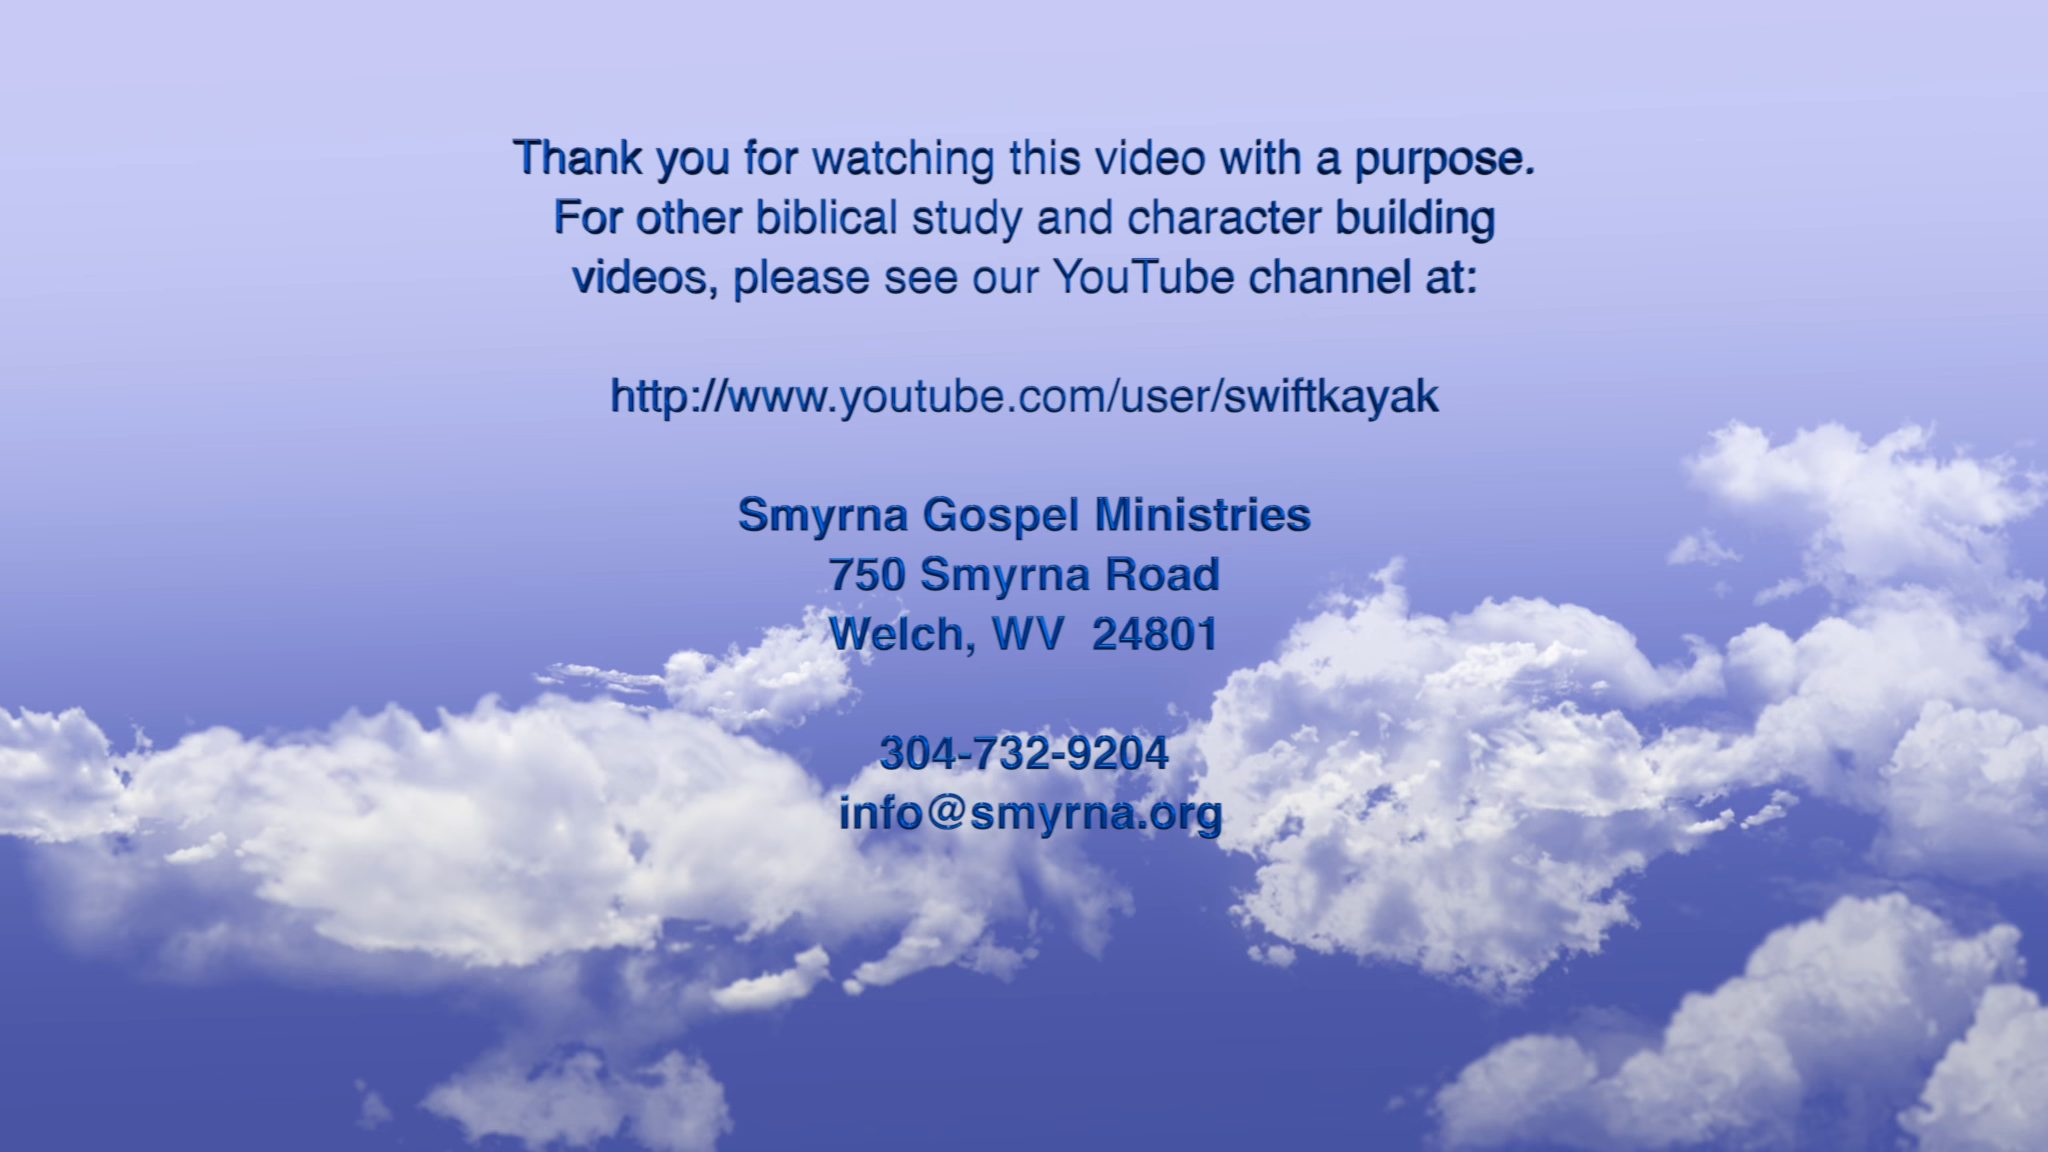 Thank you for watching this video with a purpose.
For other biblical study and character building
videos, please see our YouTube channel at:
http://www.youtube.com/user/swiftkayak
Smyrna Gospel Ministries
750 Smyrna Road
Welch, WV  24801
304-732-9204
info@smyrna.org